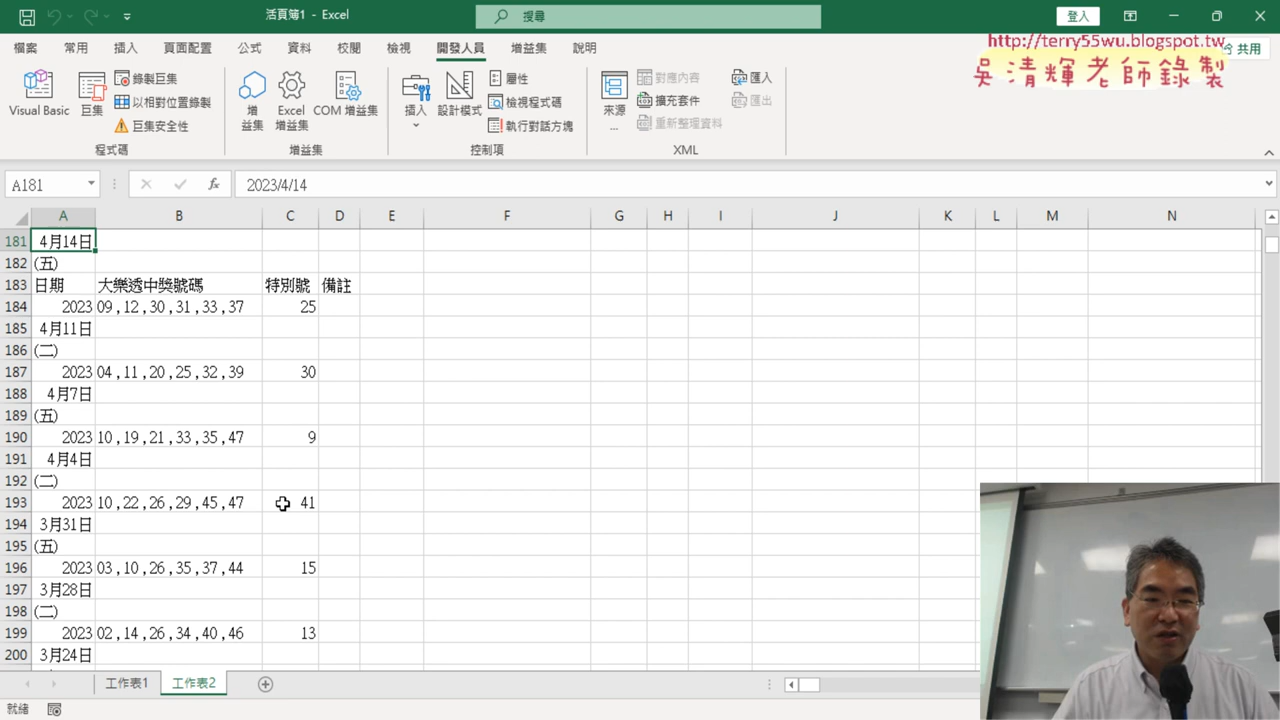 活頁簿1 - Excel
搜尋
登入
檔案 常用 插入 頁面配置 公式 資料 校閱 檢視 開發人員 增益集 說明
共用
http://terry55wu.blogspot.tw
吳清輝老師錄製
Visual Basic
巨集
錄製巨集
以相對位置錄製
巨集安全性
程式碼
增益集
Excel 增益集
COM 增益集
增益集
插入
設計模式
屬性
檢視程式碼
執行對話方塊
控制項
來源
...
對應內容
擴充套件
重新整理資料
匯入
匯出
XML
A181
fx
2023/4/14
A B C D E F G H I J K L M N
181 4月14日
182 (五)
183 日期 大樂透中獎號碼 特別號 備註
184 2023 09,12,30,31,33,37 25
185 4月11日
186 (二)
187 2023 04,11,20,25,32,39 30
188 4月7日
189 (五)
190 2023 10,19,21,33,35,47 9
191 4月4日
192 (二)
193 2023 10,22,26,29,45,47 41
194 3月31日
195 (五)
196 2023 03,10,26,35,37,44 15
197 3月28日
198 (二)
199 2023 02,14,26,34,40,46 13
200 3月24日
工作表1 工作表2
就緒